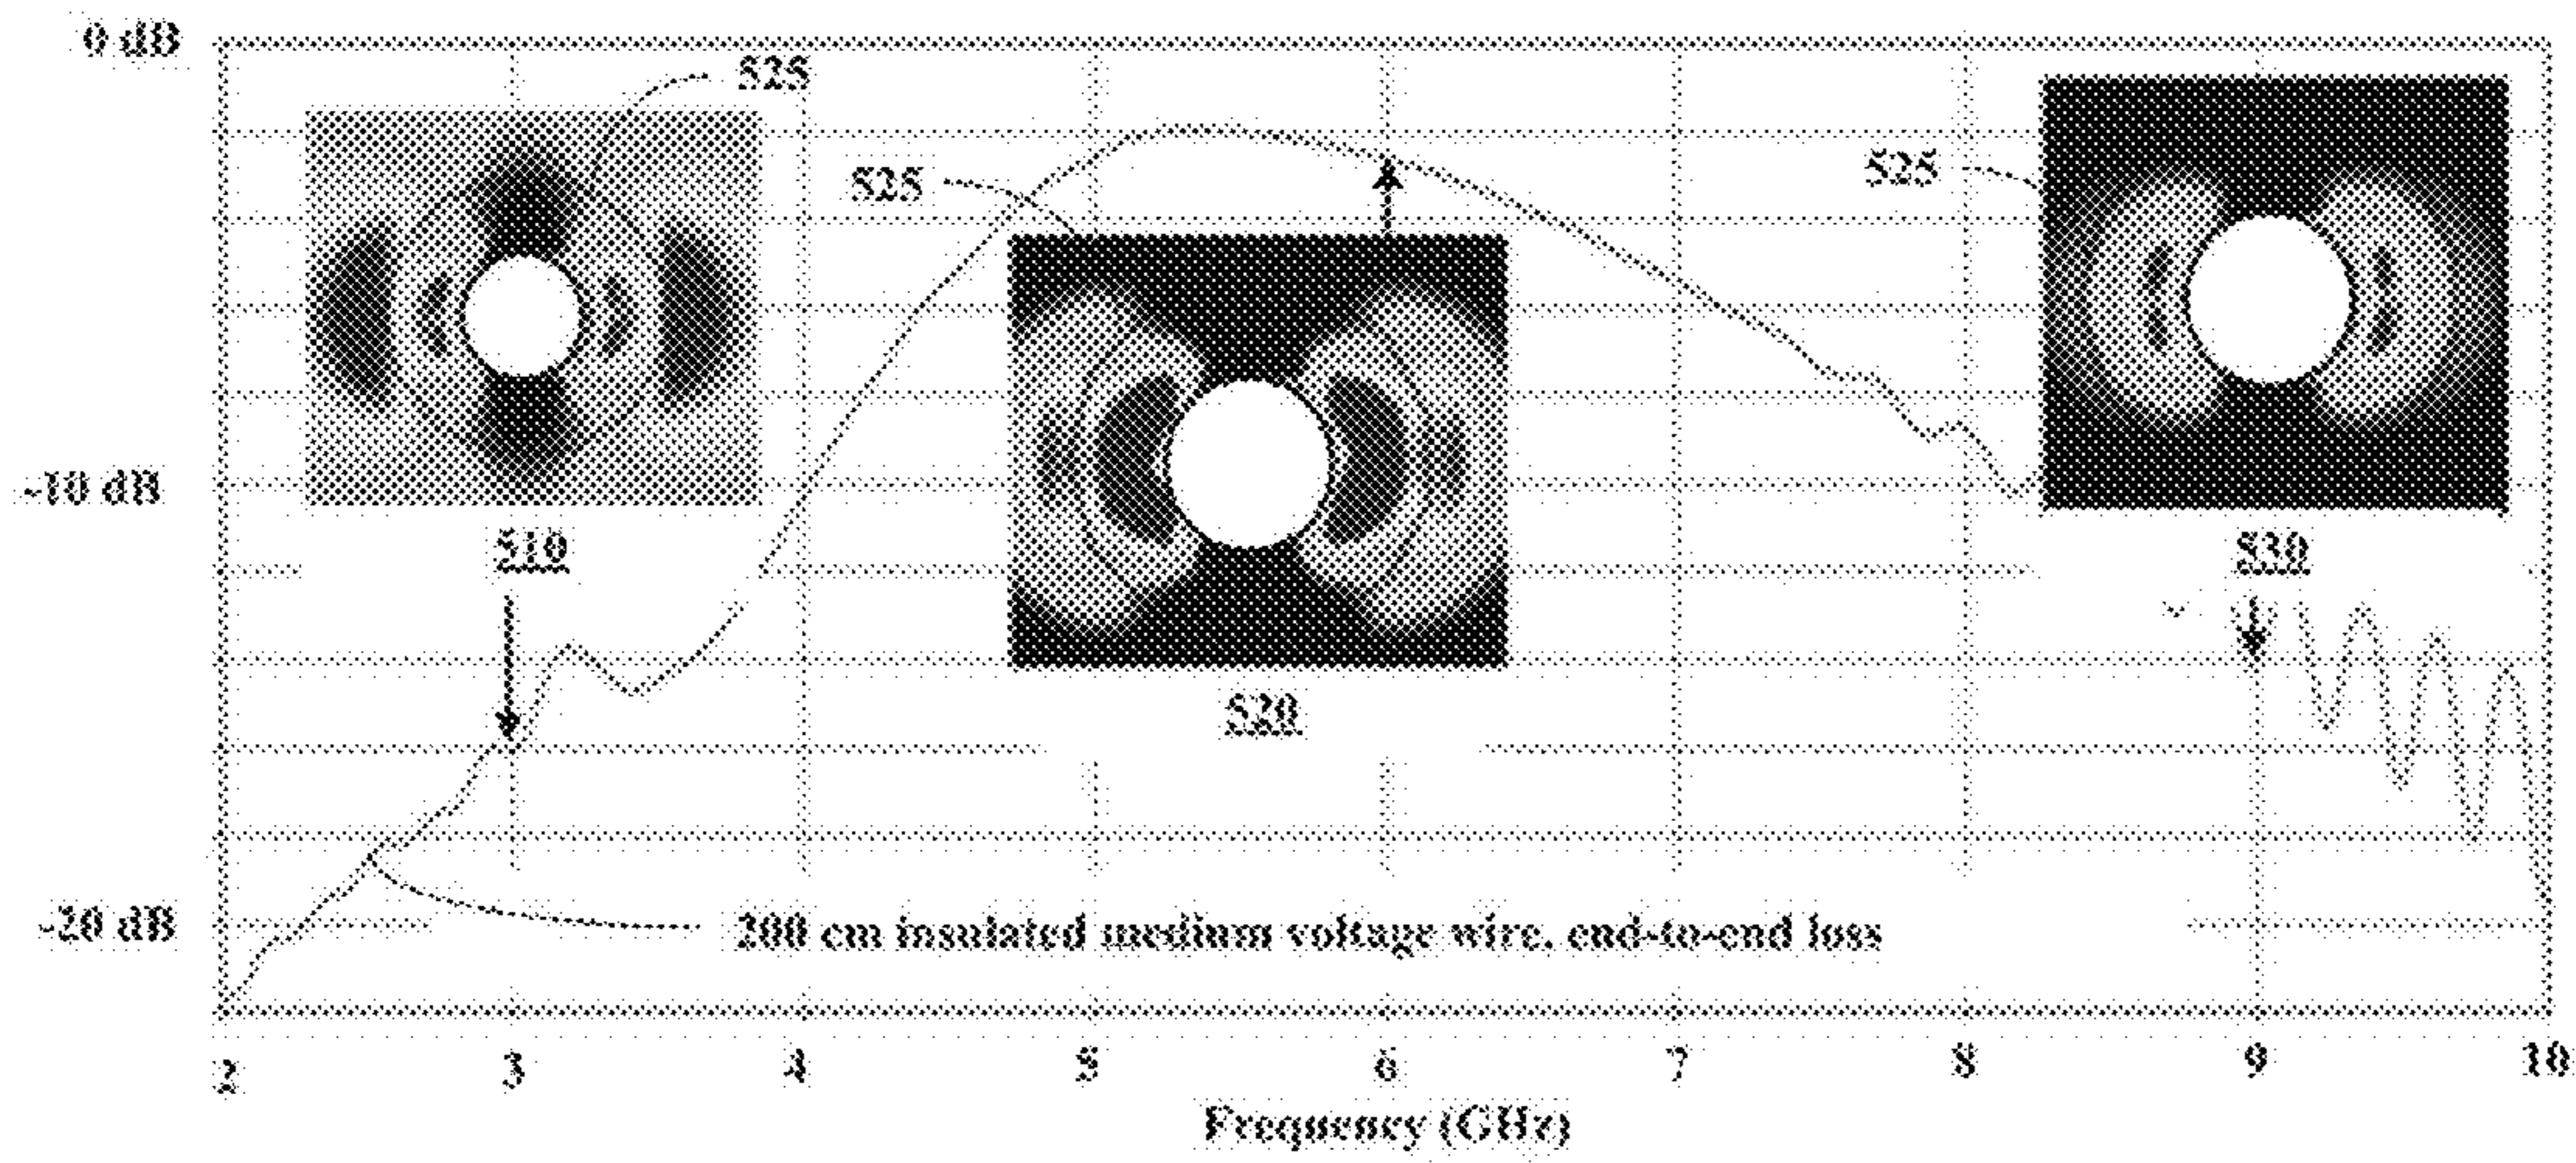 0 dB
525
525
525
-10 dB
510
530
520
-20 dB
200 cm insulated medium voltage wire, end-to-end loss
2 3 4 5 6 7 8 9 10
Frequency (GHz)